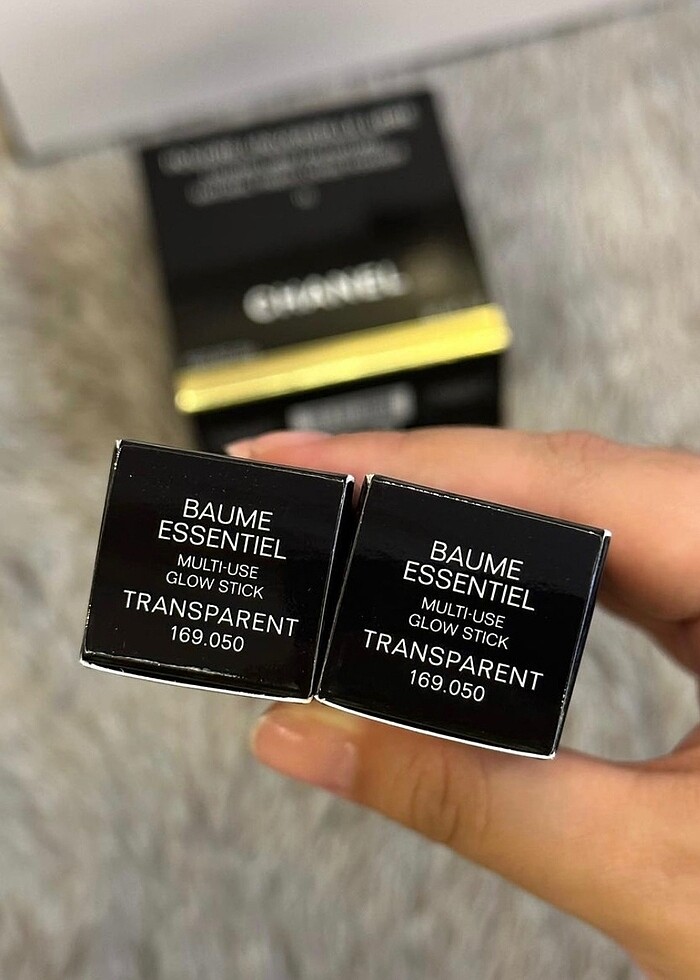 CHANEL
BAUME
ESSENTIEL
MULTI-USE
GLOW STICK
TRANSPARENT
169.050
BAUME
ESSENTIEL
MULTI-USE
GLOW STICK
TRANSPARENT
169.050